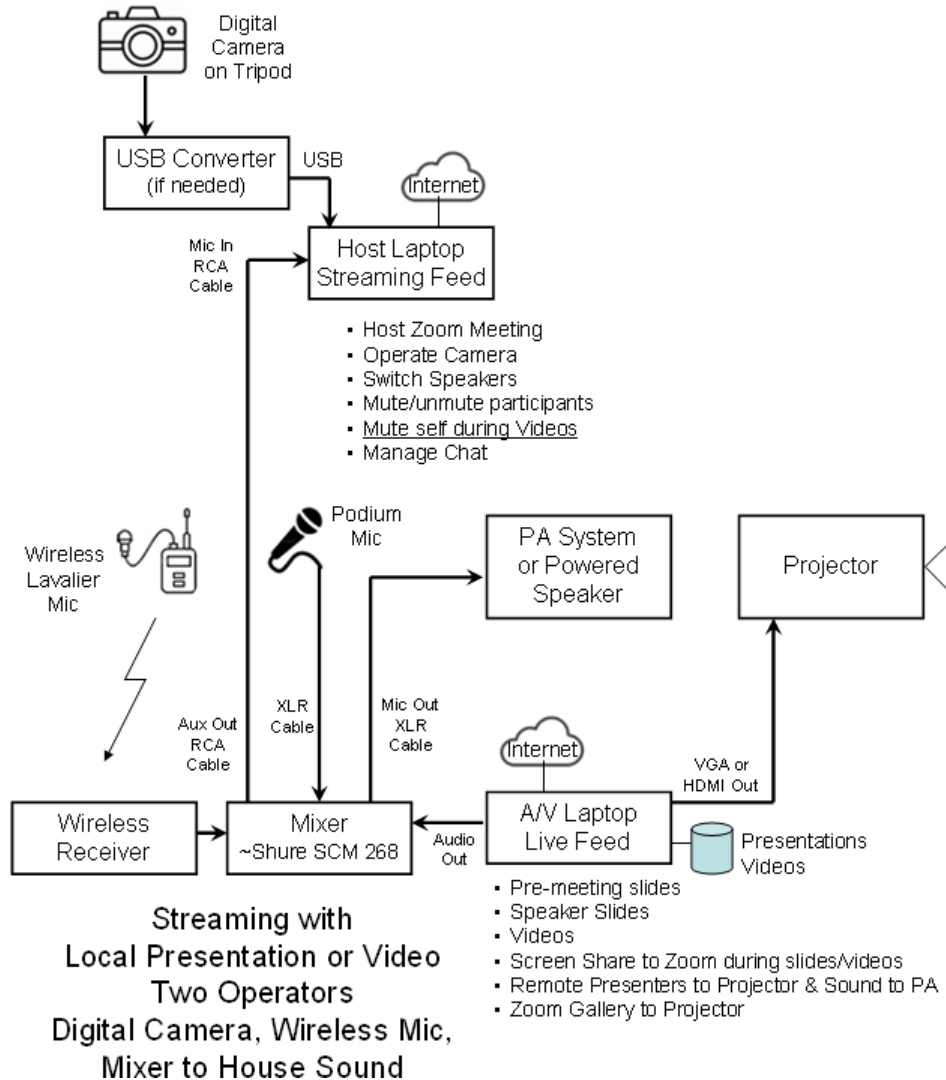 Digital
Camera
on Tripod
USB Converter
(if needed)
USB
Internet
Mic In
RCA
Cable
Host Laptop
Streaming Feed
▪ Host Zoom Meeting
▪ Operate Camera
▪ Switch Speakers
▪ Mute/unmute participants
▪ Mute self during Videos
▪ Manage Chat
Wireless
Lavalier
Mic
Podium
Mic
PA System
or Powered
Speaker
Projector
Aux Out
RCA
Cable
XLR
Cable
Mic Out
XLR
Cable
Internet
VGA or
HDMI Out
Wireless
Receiver
Mixer
~Shure SCM 268
Audio
Out
A/V Laptop
Live Feed
Presentations
Videos
▪ Pre-meeting slides
▪ Speaker Slides
▪ Videos
▪ Screen Share to Zoom during slides/videos
▪ Remote Presenters to Projector & Sound to PA
▪ Zoom Gallery to Projector
Streaming with
Local Presentation or Video
Two Operators
Digital Camera, Wireless Mic,
Mixer to House Sound